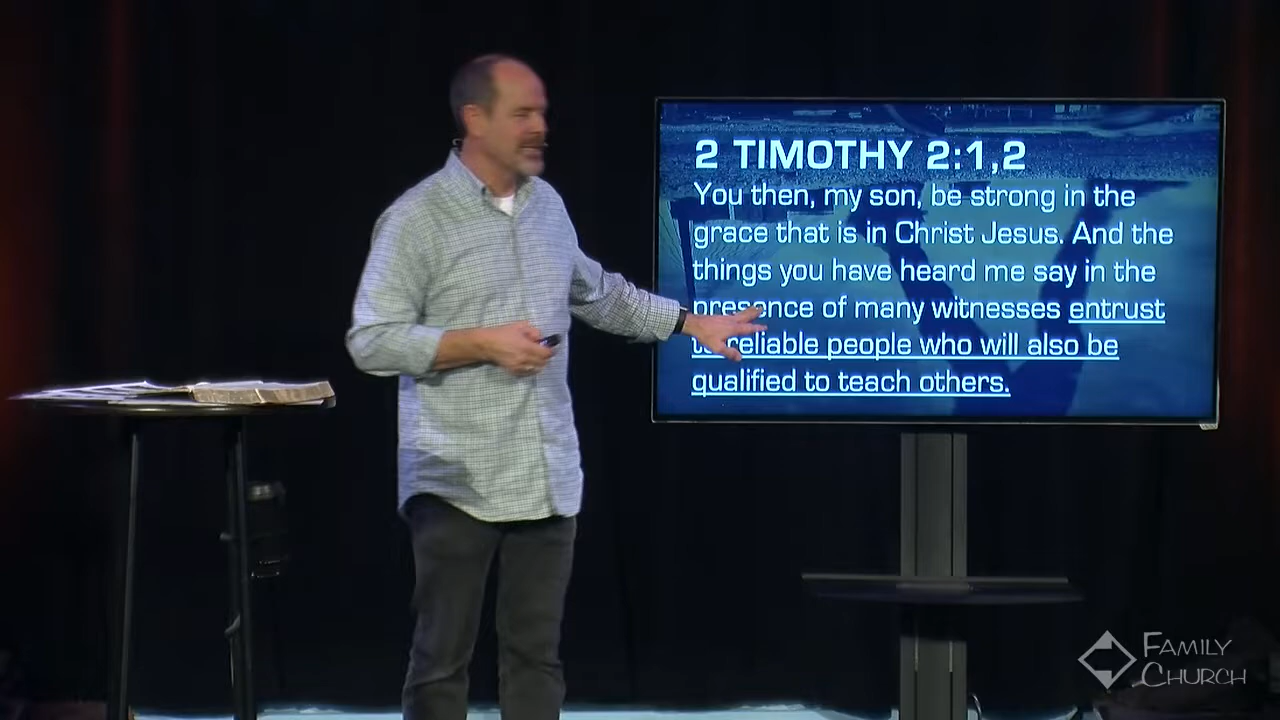 2 TIMOTHY 2:1,2
You then, my son, be strong in the
grace that is in Christ Jesus. And the
things you have heard me say in the
presence of many witnesses entrust
to reliable people who will also be
qualified to teach others.
FAMILY
CHURCH